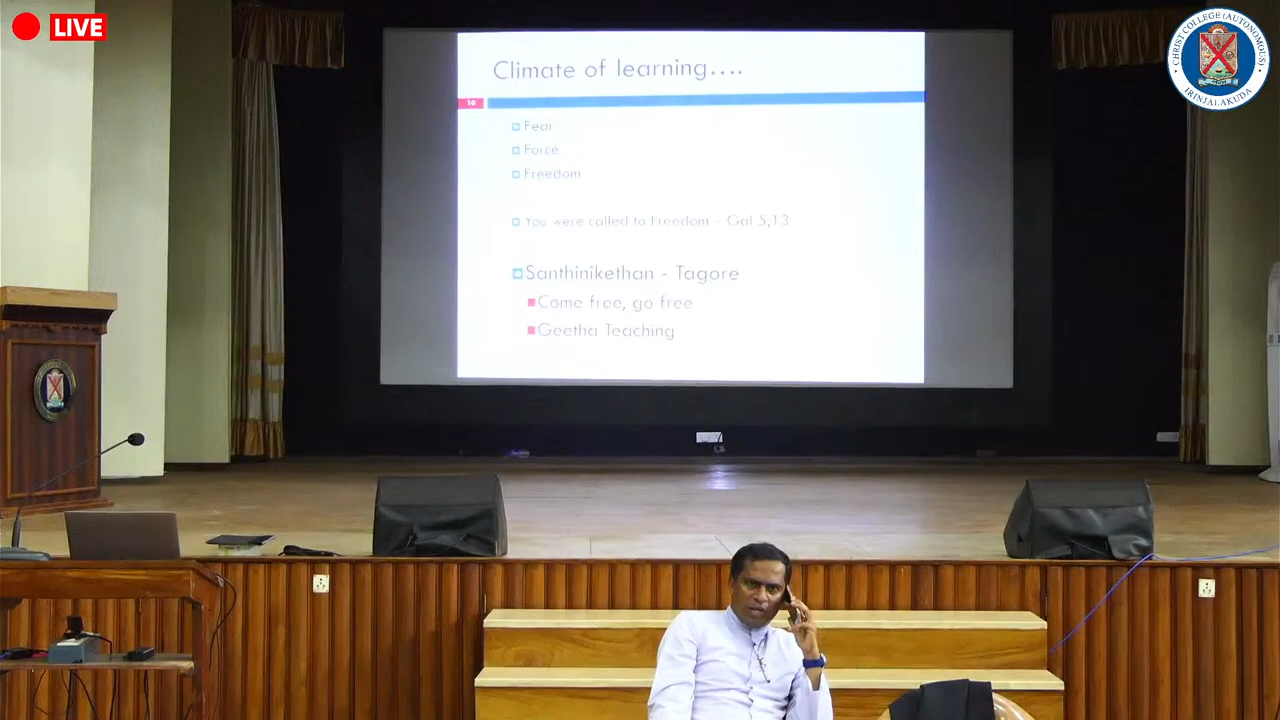 LIVE
CHRIST COLLEGE (AUTONOMOUS)
IRINJALAKUDA
Climate of learning....
10
Fear
Force
Freedom
You were called to Freedom – Gal 5,13
Santhinikethan - Tagore
Come free, go free
Geetha Teaching